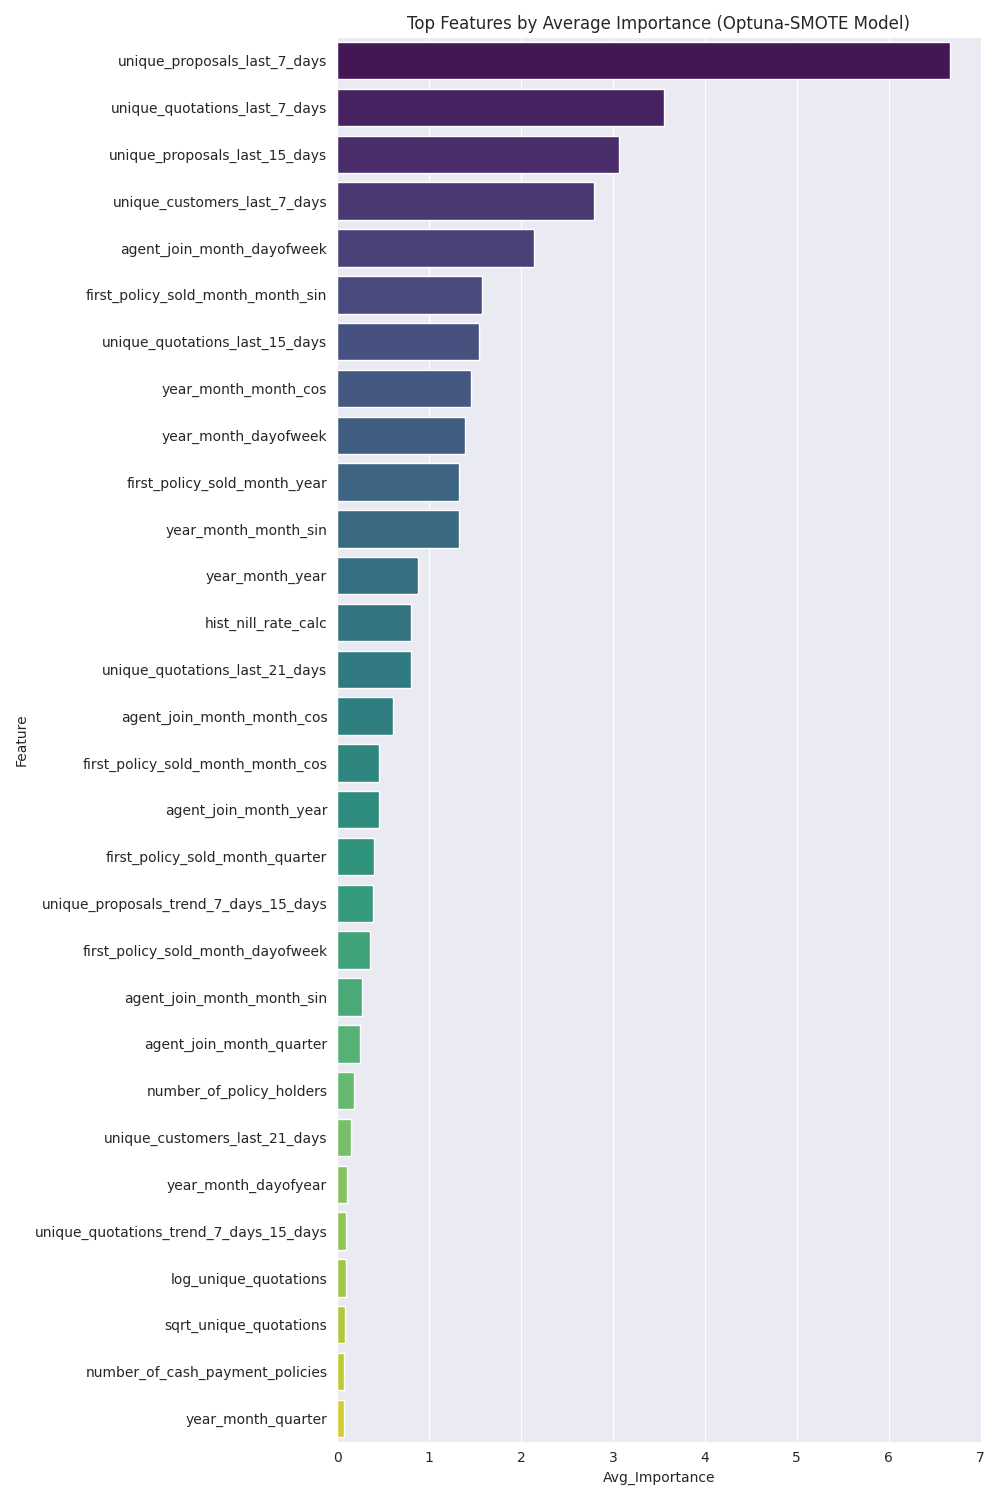 Top Features by Average Importance (Optuna-SMOTE Model)
unique_proposals_last_7_days
unique_quotations_last_7_days
unique_proposals_last_15_days
unique_customers_last_7_days
agent_join_month_dayofweek
first_policy_sold_month_month_sin
unique_quotations_last_15_days
year_month_month_cos
year_month_dayofweek
first_policy_sold_month_year
year_month_month_sin
year_month_year
hist_nill_rate_calc
unique_quotations_last_21_days
agent_join_month_month_cos
first_policy_sold_month_month_cos
agent_join_month_year
first_policy_sold_month_quarter
unique_proposals_trend_7_days_15_days
first_policy_sold_month_dayofweek
agent_join_month_month_sin
agent_join_month_quarter
number_of_policy_holders
unique_customers_last_21_days
year_month_dayofyear
unique_quotations_trend_7_days_15_days
log_unique_quotations
sqrt_unique_quotations
number_of_cash_payment_policies
year_month_quarter
Feature
0 1 2 3 4 5 6 7
Avg_Importance